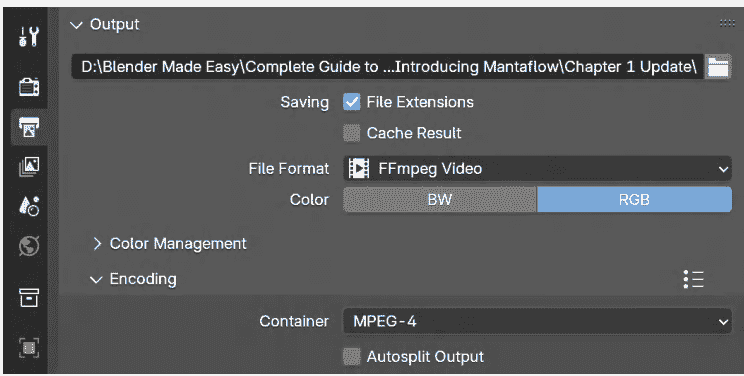 Output
D:\Blender Made Easy\Complete Guide to ...Introducing Mantaflow\Chapter 1 Update\
Saving File Extensions
Cache Result
File Format FFmpeg Video
Color BW RGB
Color Management
Encoding
Container MPEG-4
Autosplit Output